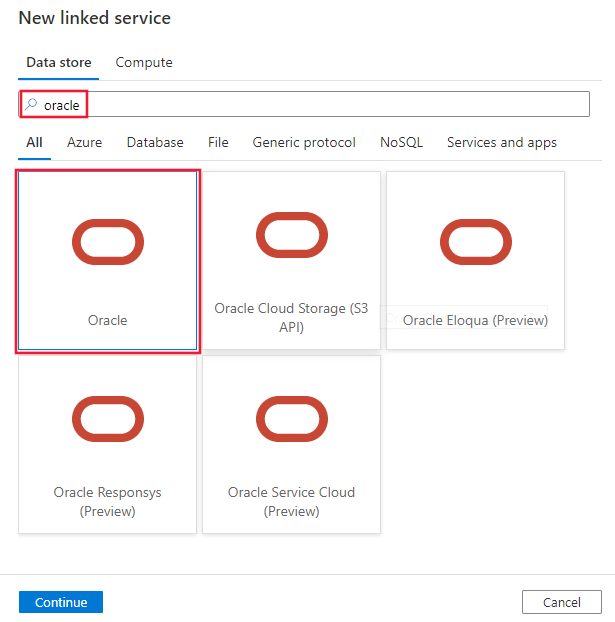 New linked service
Data store Compute
oracle
All Azure Database File Generic protocol NoSQL Services and apps
Oracle
Oracle Cloud Storage (S3
API)
Oracle Eloqua (Preview)
Oracle Responsys
(Preview)
Oracle Service Cloud
(Preview)
Continue Cancel